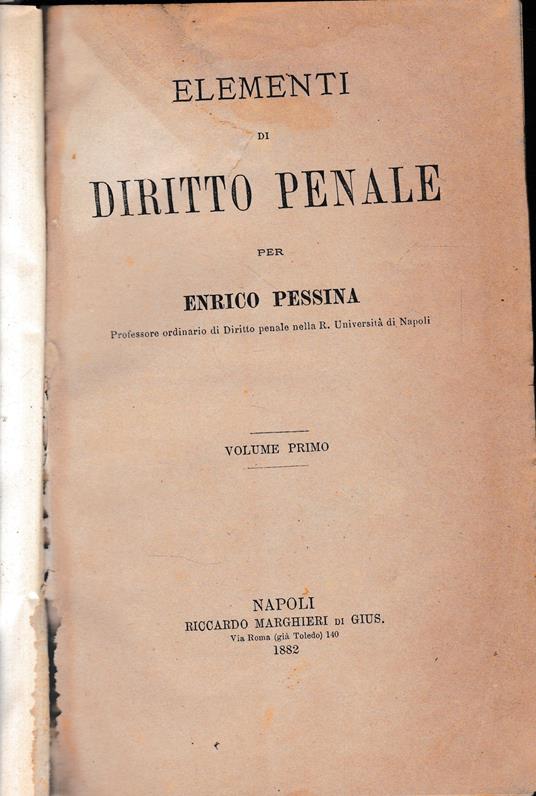 ELEMENTI
DI
DIRITTO PENALE
PER
ENRICO PESSINA
Professore ordinario di Diritto penale nella R. Università di Napoli
VOLUME PRIMO
NAPOLI
RICCARDO MARGHIERI DI GIUS.
Via Roma (già Toledo) 140
1882